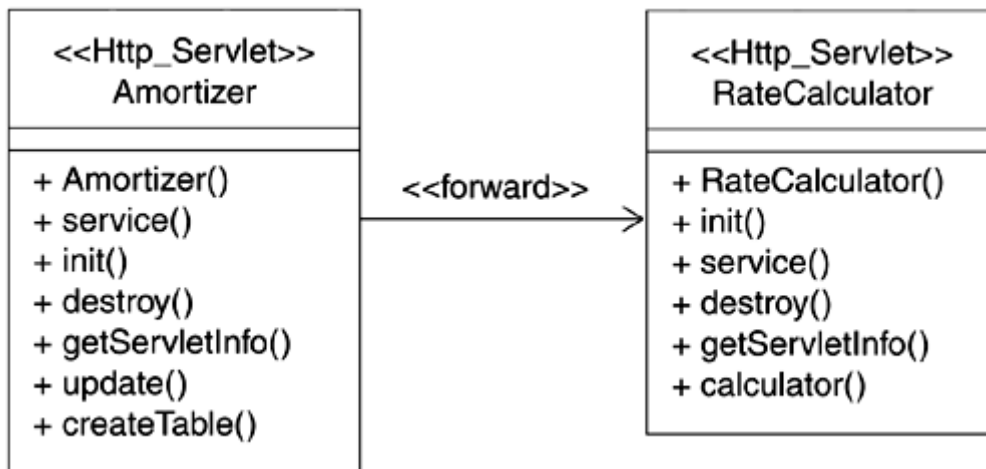 <<Http_Servlet>>
Amortizer
+ Amortizer()
+ service()
+ init()
+ destroy()
+ getServletInfo()
+ update()
+ createTable()
<<forward>>
<<Http_Servlet>>
RateCalculator
+ RateCalculator()
+ init()
+ service()
+ destroy()
+ getServletInfo()
+ calculator()